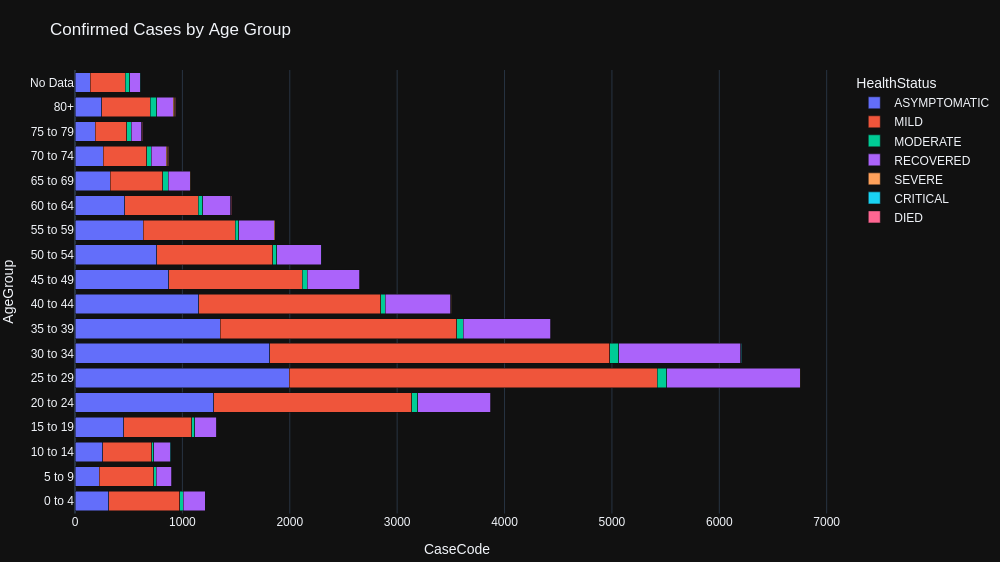 Confirmed Cases by Age Group
HealthStatus
ASYMPTOMATIC
MILD
MODERATE
RECOVERED
SEVERE
CRITICAL
DIED
AgeGroup
No Data
80+
75 to 79
70 to 74
65 to 69
60 to 64
55 to 59
50 to 54
45 to 49
40 to 44
35 to 39
30 to 34
25 to 29
20 to 24
15 to 19
10 to 14
5 to 9
0 to 4
0 1000 2000 3000 4000 5000 6000 7000
CaseCode